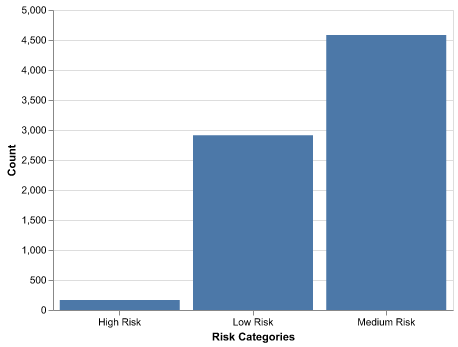 5,000
4,500
4,000
3,500
3,000
2,500
2,000
1,500
1,000
500
0
Count
High Risk
Low Risk
Medium Risk
Risk Categories